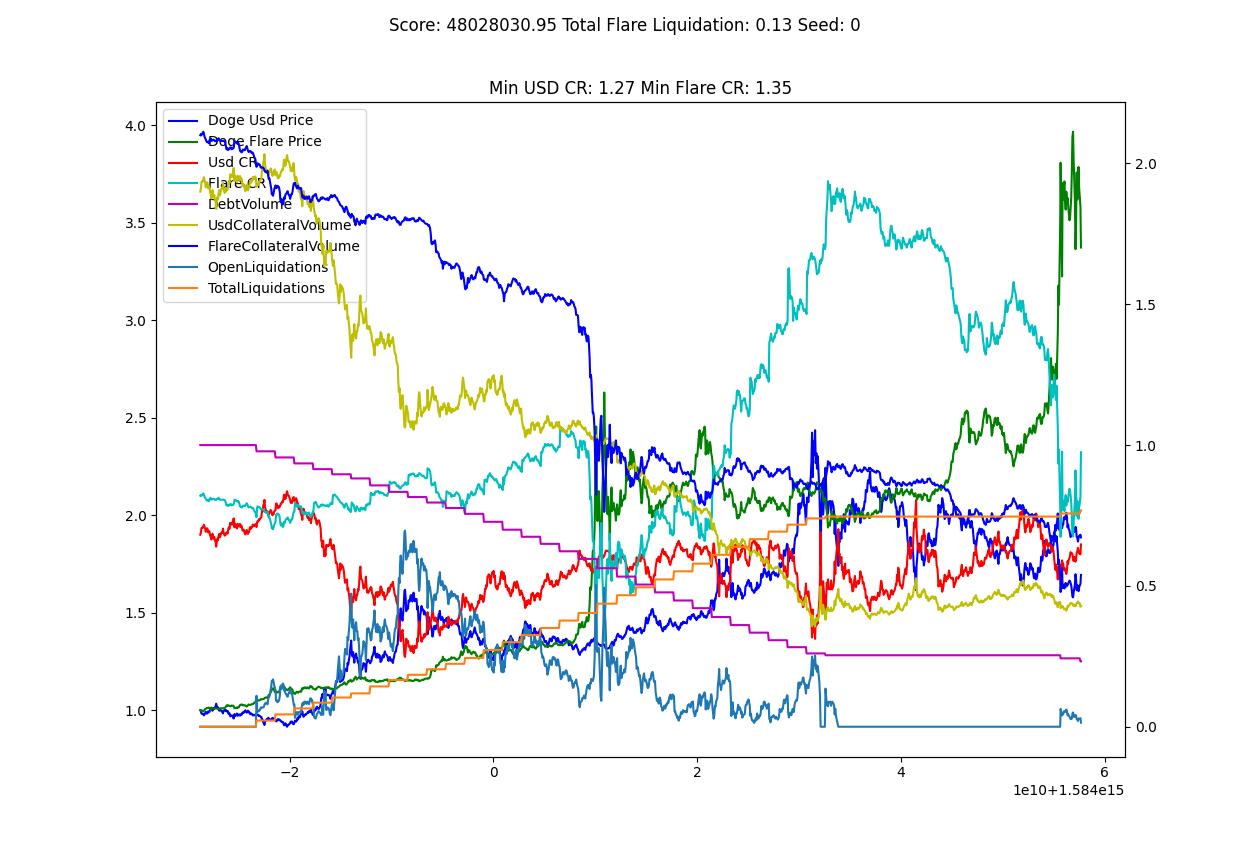 Score: 48028030.95 Total Flare Liquidation: 0.13 Seed: 0
Min USD CR: 1.27 Min Flare CR: 1.35
Doge Usd Price
Doge Flare Price
Usd CR
Flare CR
DebtVolume
UsdCollateralVolume
FlareCollateralVolume
OpenLiquidations
TotalLiquidations
4.0
3.5
3.0
2.5
2.0
1.5
1.0
2.0
1.5
1.0
0.5
0.0
−2
0
2
4
6
1e10+1.584e15